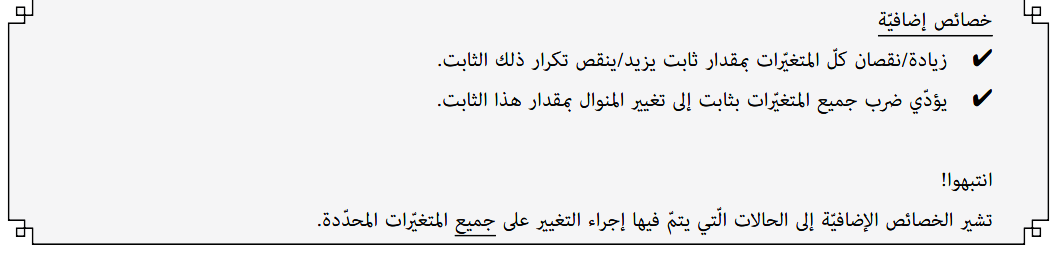 خصائص إضافيّة
✔ زيادة/نقصان كلّ المتغيّرات بمقدار ثابت يزيد/ينقص تكرار ذلك الثابت.
✔ يؤدّي ضرب جميع المتغيّرات بثابت إلى تغيير المنوال بمقدار هذا الثابت.
انتبهوا!
تشير الخصائص الإضافيّة إلى الحالات الّتي يتمّ فيها إجراء التغيير على جميع المتغيّرات المحدّدة.